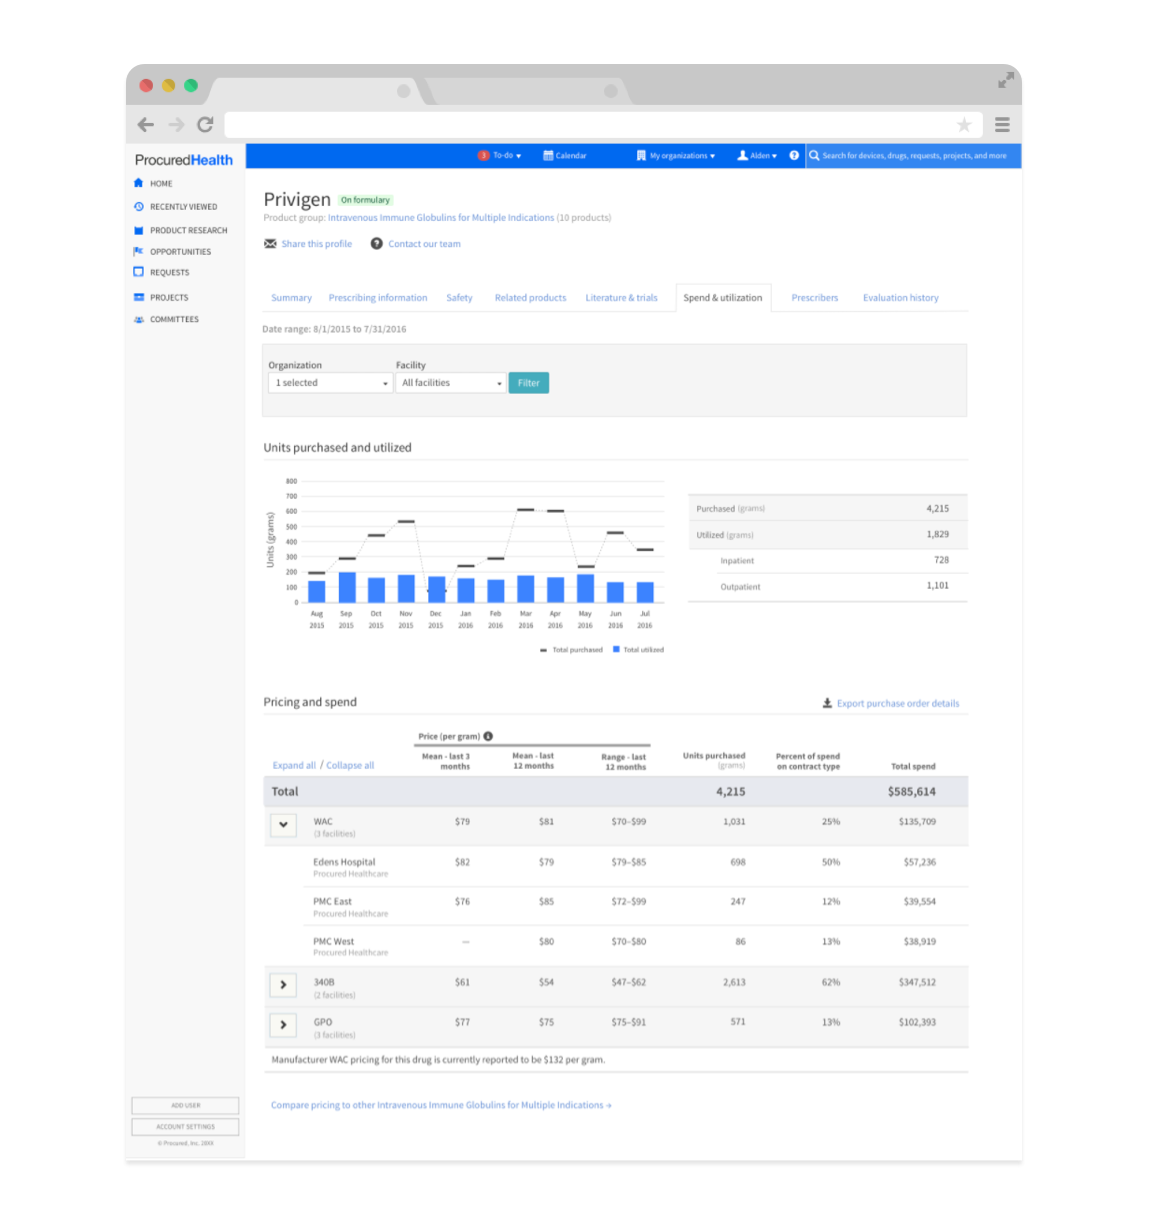 ProcuredHealth
3 To-do
Calendar
My organizations
Alden
?
Search for devices, drugs, requests, projects, and more
HOME
RECENTLY VIEWED
PRODUCT RESEARCH
OPPORTUNITIES
REQUESTS
PROJECTS
COMMITTEES
Privigen On formulary
Product group: Intravenous Immune Globulins for Multiple Indications (10 products)
Share this profile ? Contact our team
Summary Prescribing information Safety Related products Literature & trials Spend & utilization Prescribers Evaluation history
Date range: 8/1/2015 to 7/31/2016
Organization Facility
1 selected All facilities Filter
Units purchased and utilized
Units (grams)
800
700
600
500
400
300
200
100
0
Aug Sep Oct Nov Dec Jan Feb Mar Apr May Jun Jul
2015 2015 2015 2015 2015 2016 2016 2016 2016 2016 2016 2016
Total purchased Total utilized
Purchased (grams) 4,215
Utilized (grams) 1,829
Inpatient 728
Outpatient 1,101
Pricing and spend Export purchase order details
Price (per gram)
Expand all / Collapse all
Mean - last 3 months
Mean - last 12 months
Range - last 12 months
Units purchased (grams)
Percent of spend on contract type
Total spend
Total 4,215 $585,614
WAC $79 $81 $70–$99 1,031 25% $135,709
(3 facilities)
Edens Hospital $82 $79 $79–$85 698 50% $57,236
Procured Healthcare
PMC East $76 $85 $72–$99 247 12% $39,554
Procured Healthcare
PMC West — $80 $70–$80 86 13% $38,919
Procured Healthcare
340B $61 $54 $47–$62 2,613 62% $347,512
(2 facilities)
GPO $77 $75 $75–$91 571 13% $102,393
(3 facilities)
Manufacturer WAC pricing for this drug is currently reported to be $132 per gram.
Compare pricing to other Intravenous Immune Globulins for Multiple Indications →
ADD USER
ACCOUNT SETTINGS
© Procured, Inc. 20XX